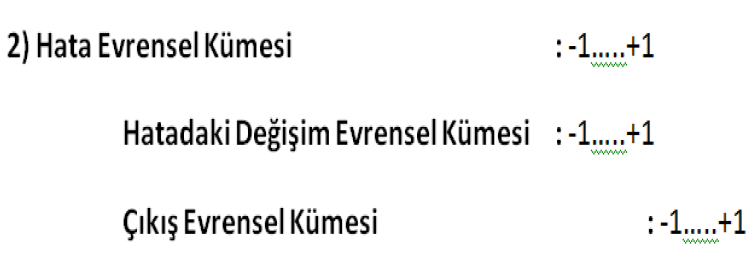 2) Hata Evrensel Kümesi : -1…..+1
Hatadaki Değişim Evrensel Kümesi : -1…..+1
Çıkış Evrensel Kümesi : -1…..+1